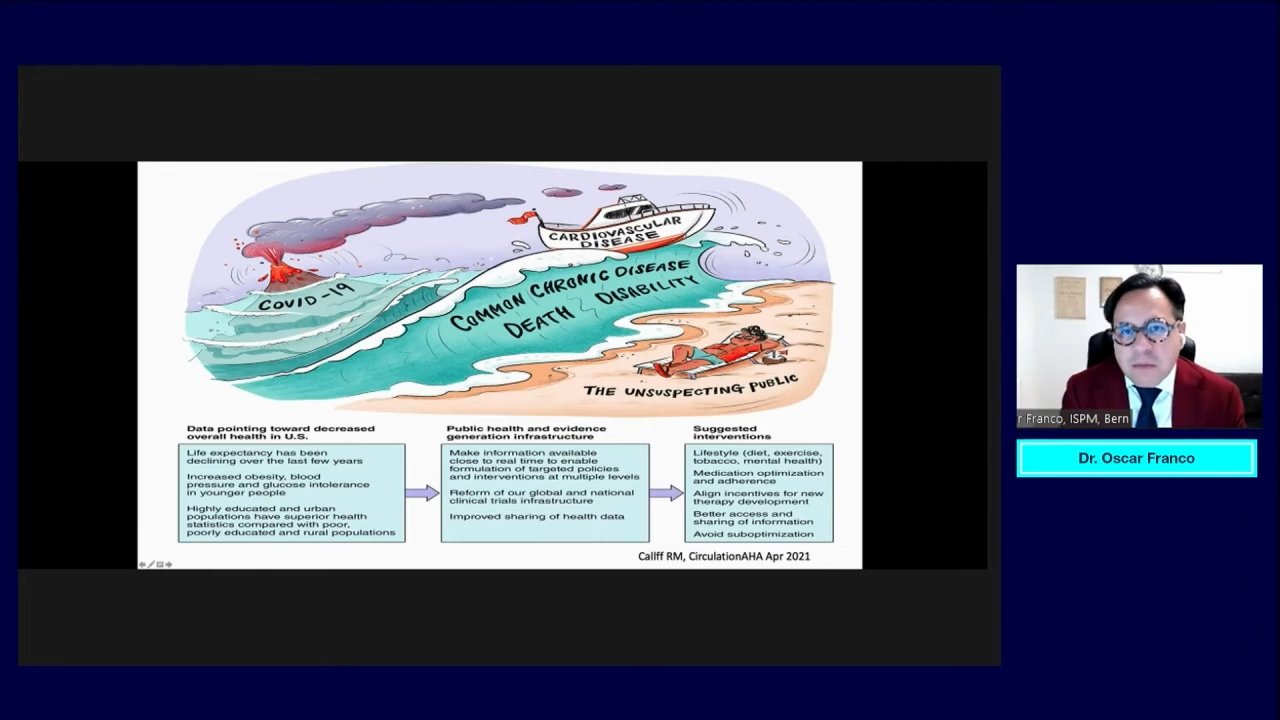 COVID-19
CARDIOVASCULAR
DISEASE
COMMON CHRONIC DISEASE
DEATH DISABILITY
THE UNSUSPECTING PUBLIC
Data pointing toward decreased
overall health in U.S.
Life expectancy has been
declining over the last few years
Increased obesity, blood
pressure and glucose intolerance
in younger people
Highly educated and urban
populations have superior health
statistics compared with poor,
poorly educated and rural populations
Public health and evidence
generation infrastructure
Make information available
close to real time to enable
formulation of targeted policies
and interventions at multiple levels
Reform of our global and national
clinical trials infrastructure
Improved sharing of health data
Suggested
interventions
Lifestyle (diet, exercise,
tobacco, mental health)
Medication optimization
and adherence
Align incentives for new
therapy development
Better access and
sharing of information
Avoid suboptimization
Callff RM, CirculationAHA Apr 2021
r Franco, ISPM, Bern
Dr. Oscar Franco